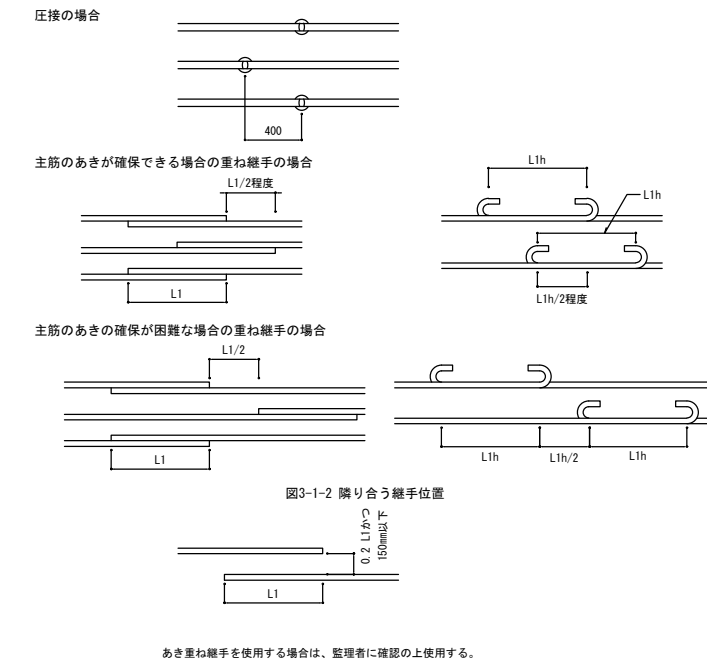 圧接の場合
400
主筋のあきが確保できる場合の重ね継手の場合
L1/2程度
L1
L1h
L1h
L1h/2程度
主筋のあきの確保が困難な場合の重ね継手の場合
L1/2
L1
L1h
L1h/2
L1h
図3-1-2 隣り合う継手位置
0.2 L1かつ
150mm以下
L1
あき重ね継手を使用する場合は、監理者に確認の上使用する。